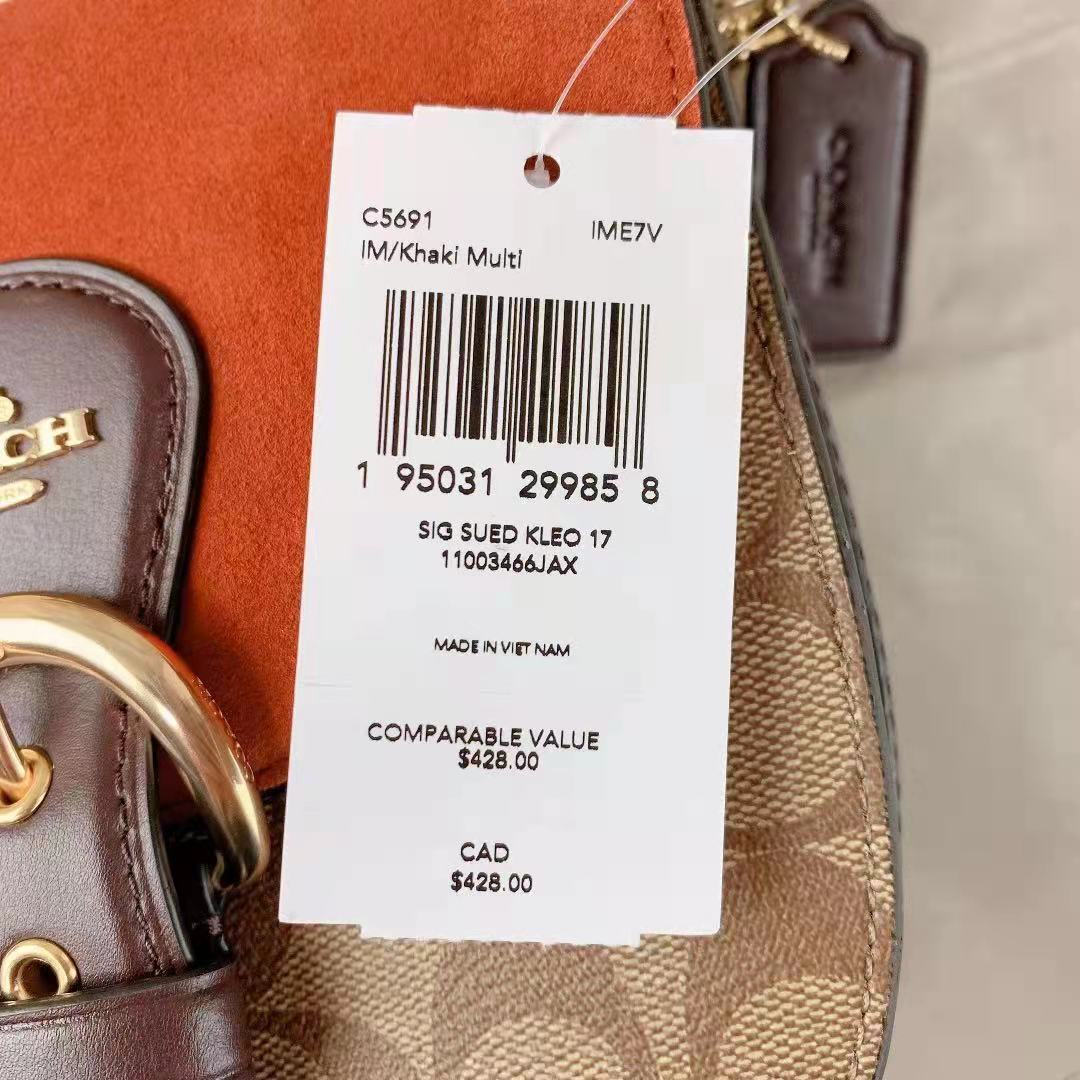 C5691 IME7V
IM/Khaki Multi
1 95031 29985 8
SIG SUED KLEO 17
11003466JAX
MADE IN VIET NAM
COMPARABLE VALUE
$428.00
CAD
$428.00
COACH